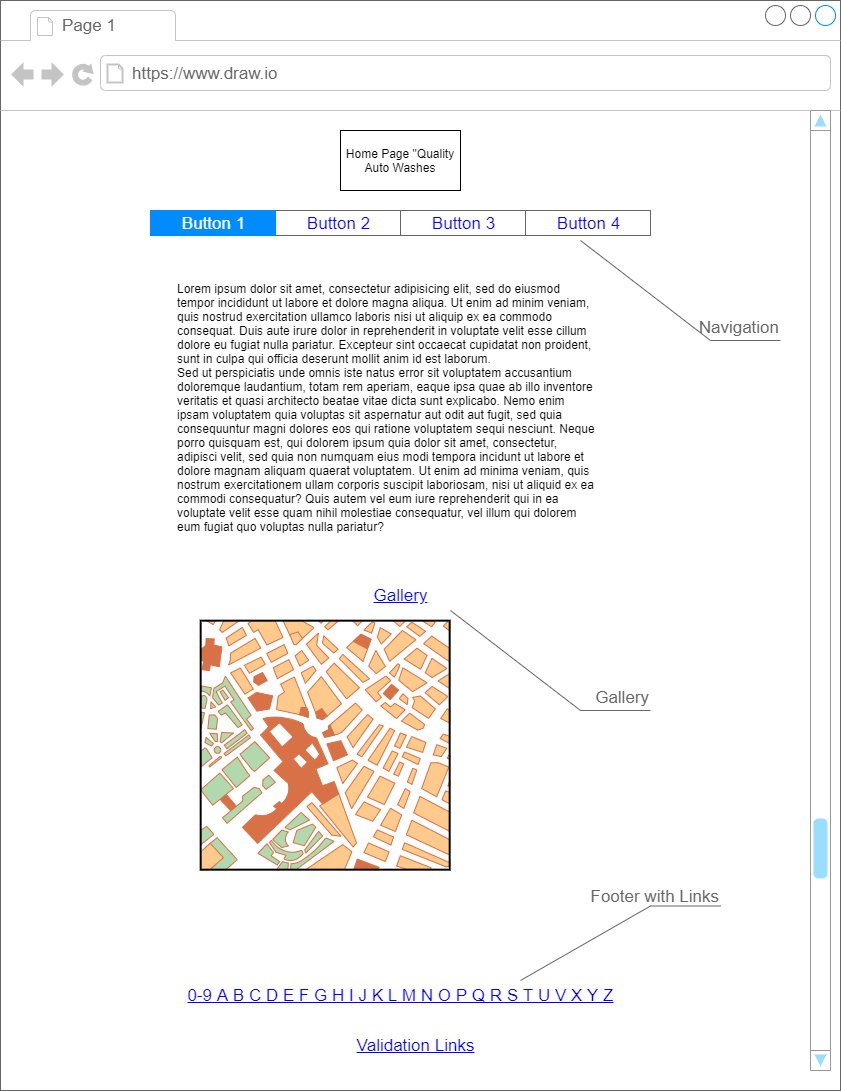 Page 1
https://www.draw.io
Home Page "Quality
Auto Washes
Button 1 Button 2 Button 3 Button 4
Navigation
Lorem ipsum dolor sit amet, consectetur adipisicing elit, sed do eiusmod
tempor incididunt ut labore et dolore magna aliqua. Ut enim ad minim veniam,
quis nostrud exercitation ullamco laboris nisi ut aliquip ex ea commodo
consequat. Duis aute irure dolor in reprehenderit in voluptate velit esse cillum
dolore eu fugiat nulla pariatur. Excepteur sint occaecat cupidatat non proident,
sunt in culpa qui officia deserunt mollit anim id est laborum.
Sed ut perspiciatis unde omnis iste natus error sit voluptatem accusantium
doloremque laudantium, totam rem aperiam, eaque ipsa quae ab illo inventore
veritatis et quasi architecto beatae vitae dicta sunt explicabo. Nemo enim
ipsam voluptatem quia voluptas sit aspernatur aut odit aut fugit, sed quia
consequuntur magni dolores eos qui ratione voluptatem sequi nesciunt. Neque
porro quisquam est, qui dolorem ipsum quia dolor sit amet, consectetur,
adipisci velit, sed quia non numquam eius modi tempora incidunt ut labore et
dolore magnam aliquam quaerat voluptatem. Ut enim ad minima veniam, quis
nostrum exercitationem ullam corporis suscipit laboriosam, nisi ut aliquid ex ea
commodi consequatur? Quis autem vel eum iure reprehenderit qui in ea
voluptate velit esse quam nihil molestiae consequatur, vel illum qui dolorem
eum fugiat quo voluptas nulla pariatur?
Gallery
Gallery
Footer with Links
0-9 A B C D E F G H I J K L M N O P Q R S T U V X Y Z
Validation Links